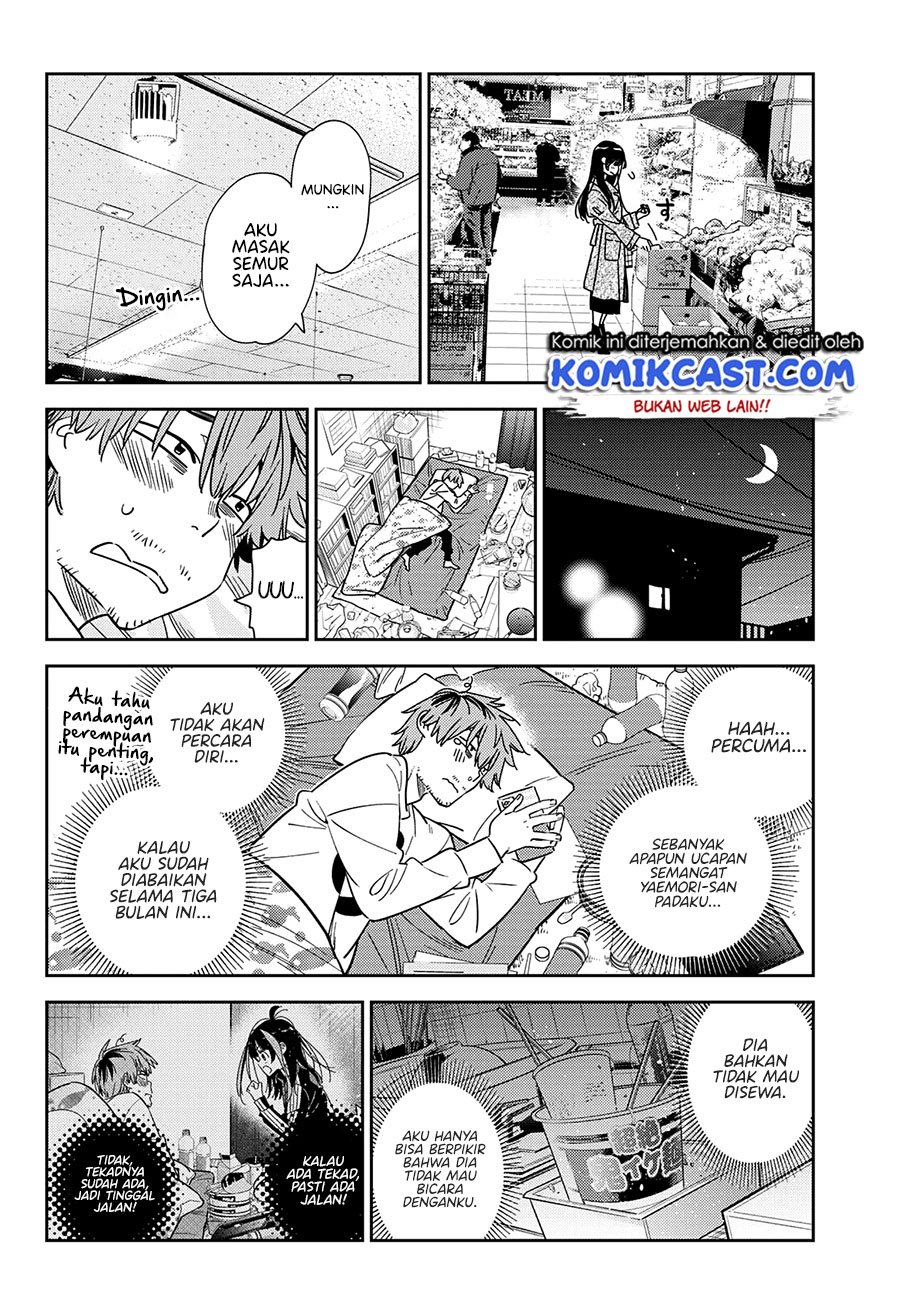 MEAT
す
Komik ini diterjemahkan & diedit oleh
KOMIKCAST.COM
BUKAN WEB LAIN!!
MUNGKIN
...
AKU
MASAK
SEMUR
SAJA...
Dingin...
UUU...
HAAH...
PERCUMA...
SEBANYAK
APAPUN UCAPAN
SEMANGAT
YAEMORI-SAN
PADAKU...
AKU
TIDAK AKAN
PERCARA
DIRI...
Aku tahu
pandangan
perempuan
itu penting,
tapi...
KALAU
AKU SUDAH
DIABAIKAN
SELAMA TIGA
BULAN INI...
DIA
BAHKAN
TIDAK MAU
DISEWA.
AKU HANYA
BISA BERPIKIR
BAHWA DIA
TIDAK MAU
BICARA
DENGANKU.
KALAU
ADA TEKAD,
PASTI ADA
JALAN!
TIDAK,
TEKADNYA
SUDAH ADA,
JADI TINGGAL
JALAN!